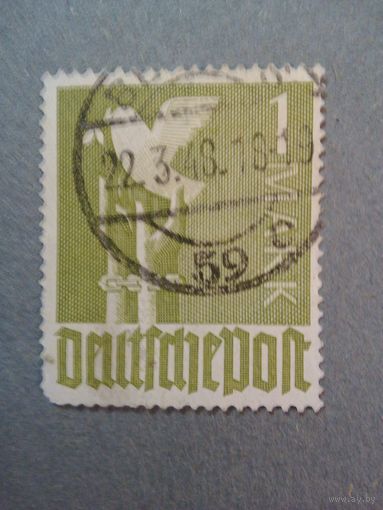 1 MARK
22.3.48.18-19
59 e
Deutsche Post
www.ay.by